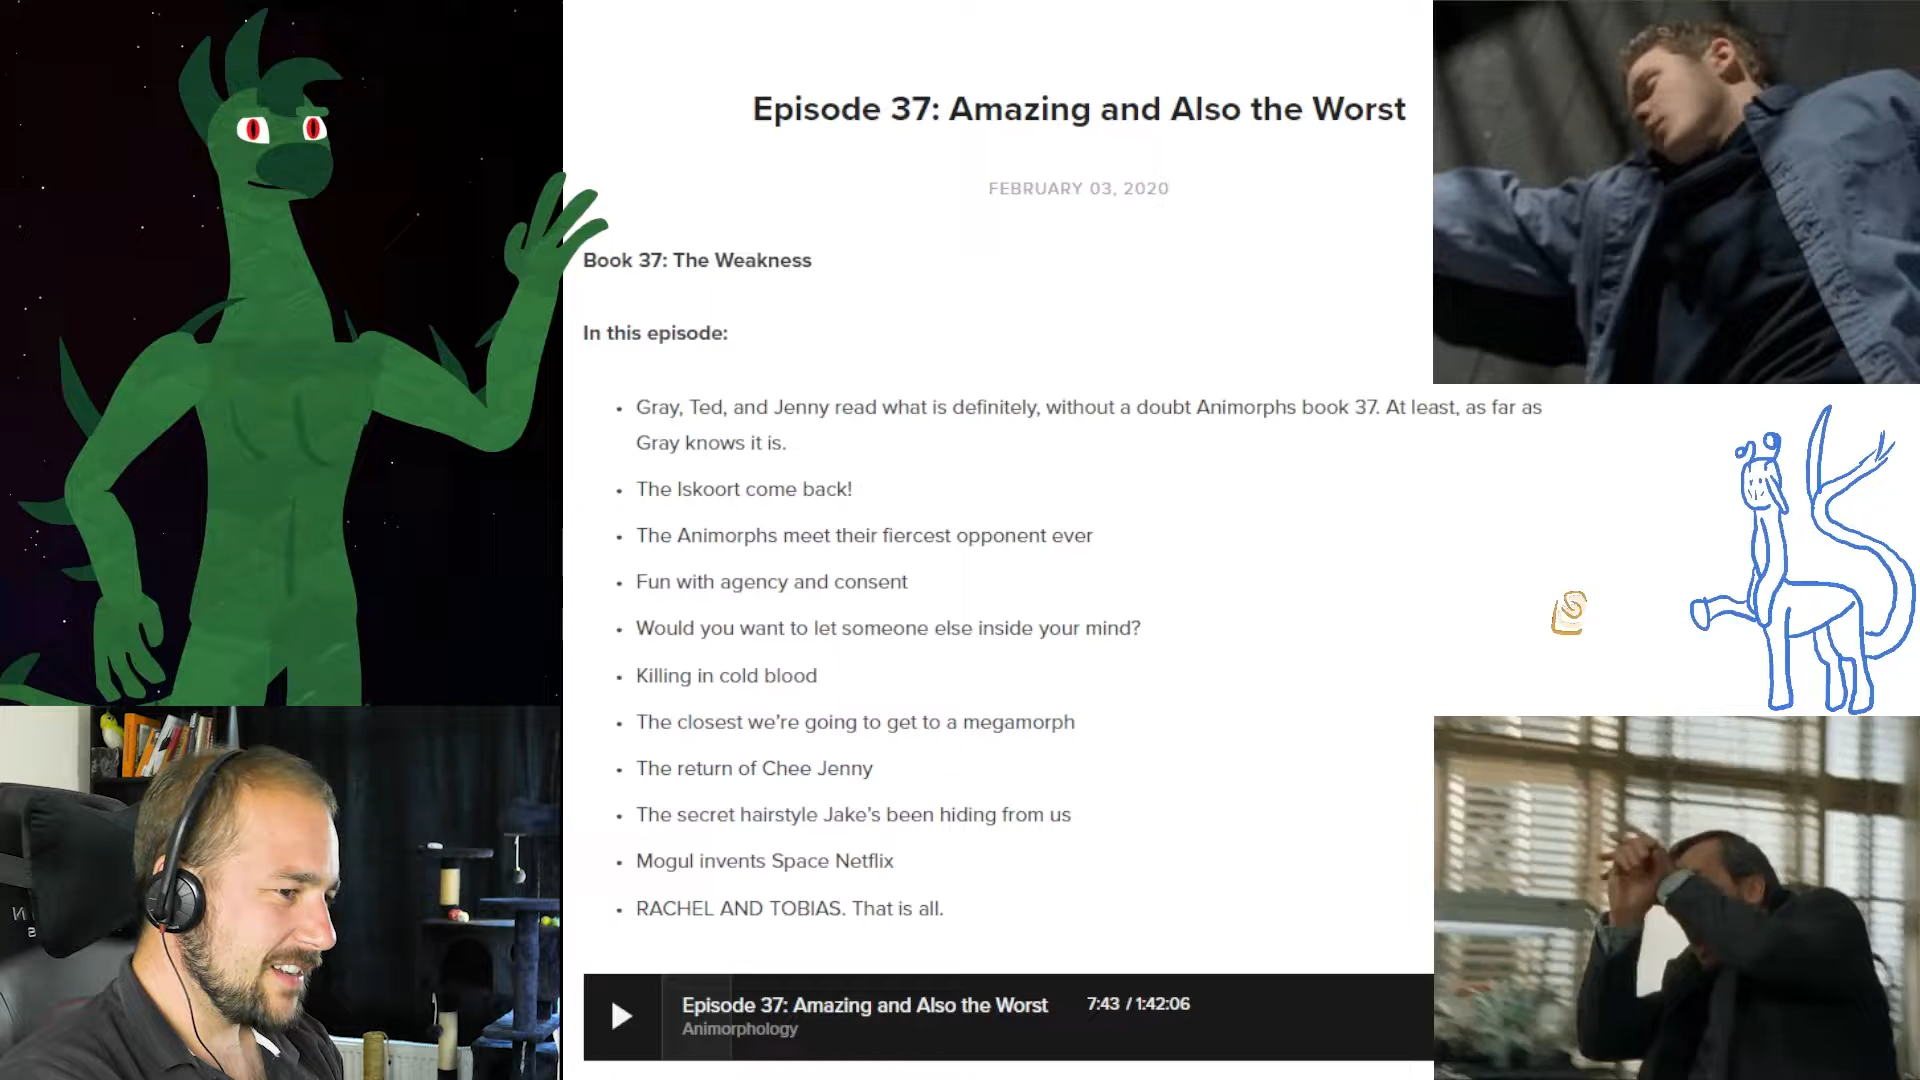 Episode 37: Amazing and Also the Worst
FEBRUARY 03, 2020
Book 37: The Weakness
In this episode:
Gray, Ted, and Jenny read what is definitely, without a doubt Animorphs book 37. At least, as far as
Gray knows it is.
The Iskoort come back!
The Animorphs meet their fiercest opponent ever
Fun with agency and consent
Would you want to let someone else inside your mind?
Killing in cold blood
The closest we're going to get to a megamorph
The return of Chee Jenny
The secret hairstyle Jake's been hiding from us
Mogul invents Space Netflix
RACHEL AND TOBIAS. That is all.
Episode 37: Amazing and Also the Worst 7:43 / 1:42:06
Animorphology